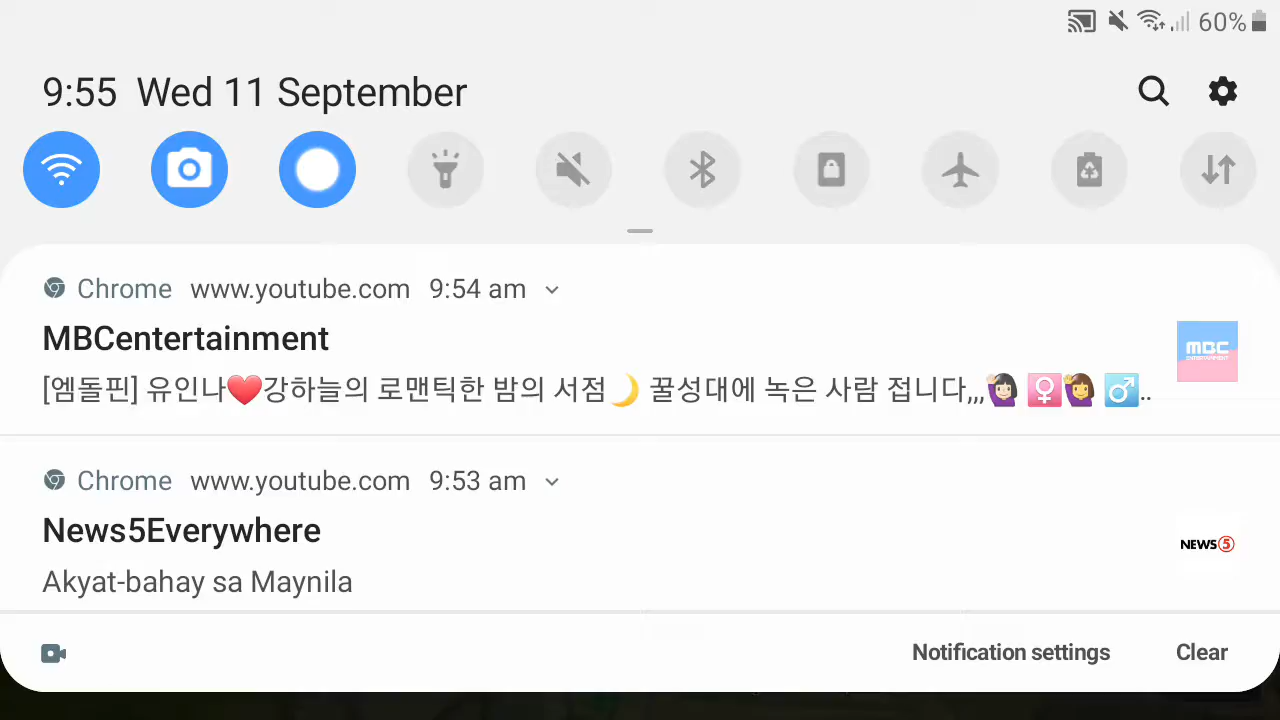 60%
9:55 Wed 11 September
Chrome www.youtube.com 9:54 am
MBCentertainment
MBC
ENTERTAINMENT
[엠돌핀] 유인나❤️강하늘의 로맨틱한 밤의 서점🌙 꿀성대에 녹은 사람 접니다,,,🙋🏻♀🙋♂..
Chrome www.youtube.com 9:53 am
News5Everywhere
NEWS5
Akyat-bahay sa Maynila
Notification settings Clear